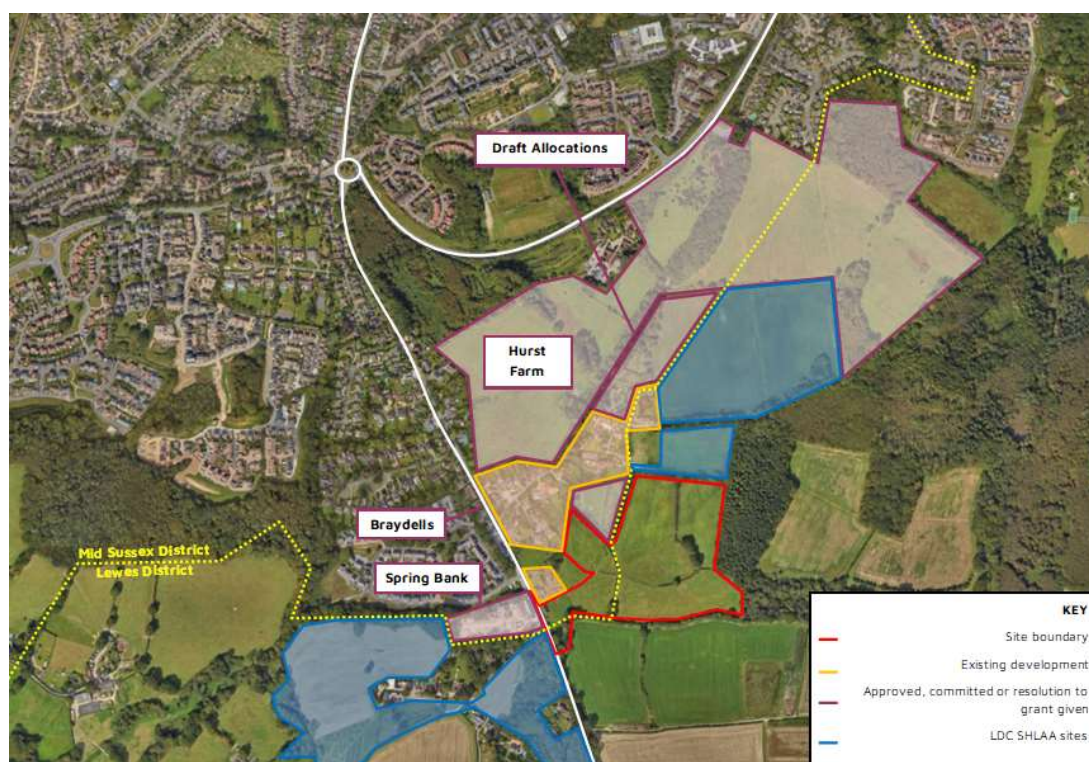 Draft Allocations
Hurst
Farm
Braydells
Mid Sussex District
Lewes District
Spring Bank
KEY
Site boundary
Existing development
Approved, committed or resolution to
grant given
LDC SHLAA sites